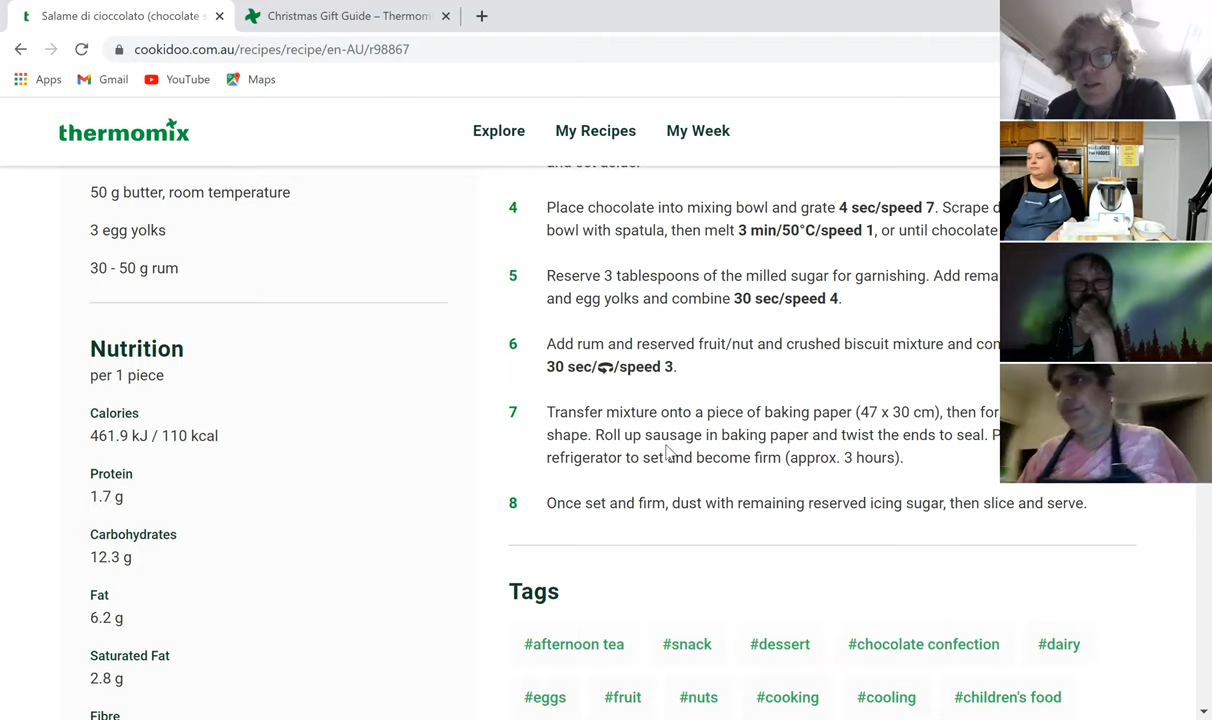 Salame di cioccolato (chocolate s
Christmas Gift Guide – Thermom
cookidoo.com.au/recipes/recipe/en-AU/r98867
Apps Gmail YouTube Maps
thermomix
Explore My Recipes My Week
and set aside.
50 g butter, room temperature
3 egg yolks
30 - 50 g rum
Nutrition
per 1 piece
Calories
461.9 kJ / 110 kcal
Protein
1.7 g
Carbohydrates
12.3 g
Fat
6.2 g
Saturated Fat
2.8 g
Fibre
4 Place chocolate into mixing bowl and grate 4 sec/speed 7. Scrape d
bowl with spatula, then melt 3 min/50°C/speed 1, or until chocolate
5 Reserve 3 tablespoons of the milled sugar for garnishing. Add rema
and egg yolks and combine 30 sec/speed 4.
6 Add rum and reserved fruit/nut and crushed biscuit mixture and con
30 sec/ /speed 3.
7 Transfer mixture onto a piece of baking paper (47 x 30 cm), then for
shape. Roll up sausage in baking paper and twist the ends to seal. P
refrigerator to set and become firm (approx. 3 hours).
8 Once set and firm, dust with remaining reserved icing sugar, then slice and serve.
Tags
#afternoon tea #snack #dessert #chocolate confection #dairy
#eggs #fruit #nuts #cooking #cooling #children's food